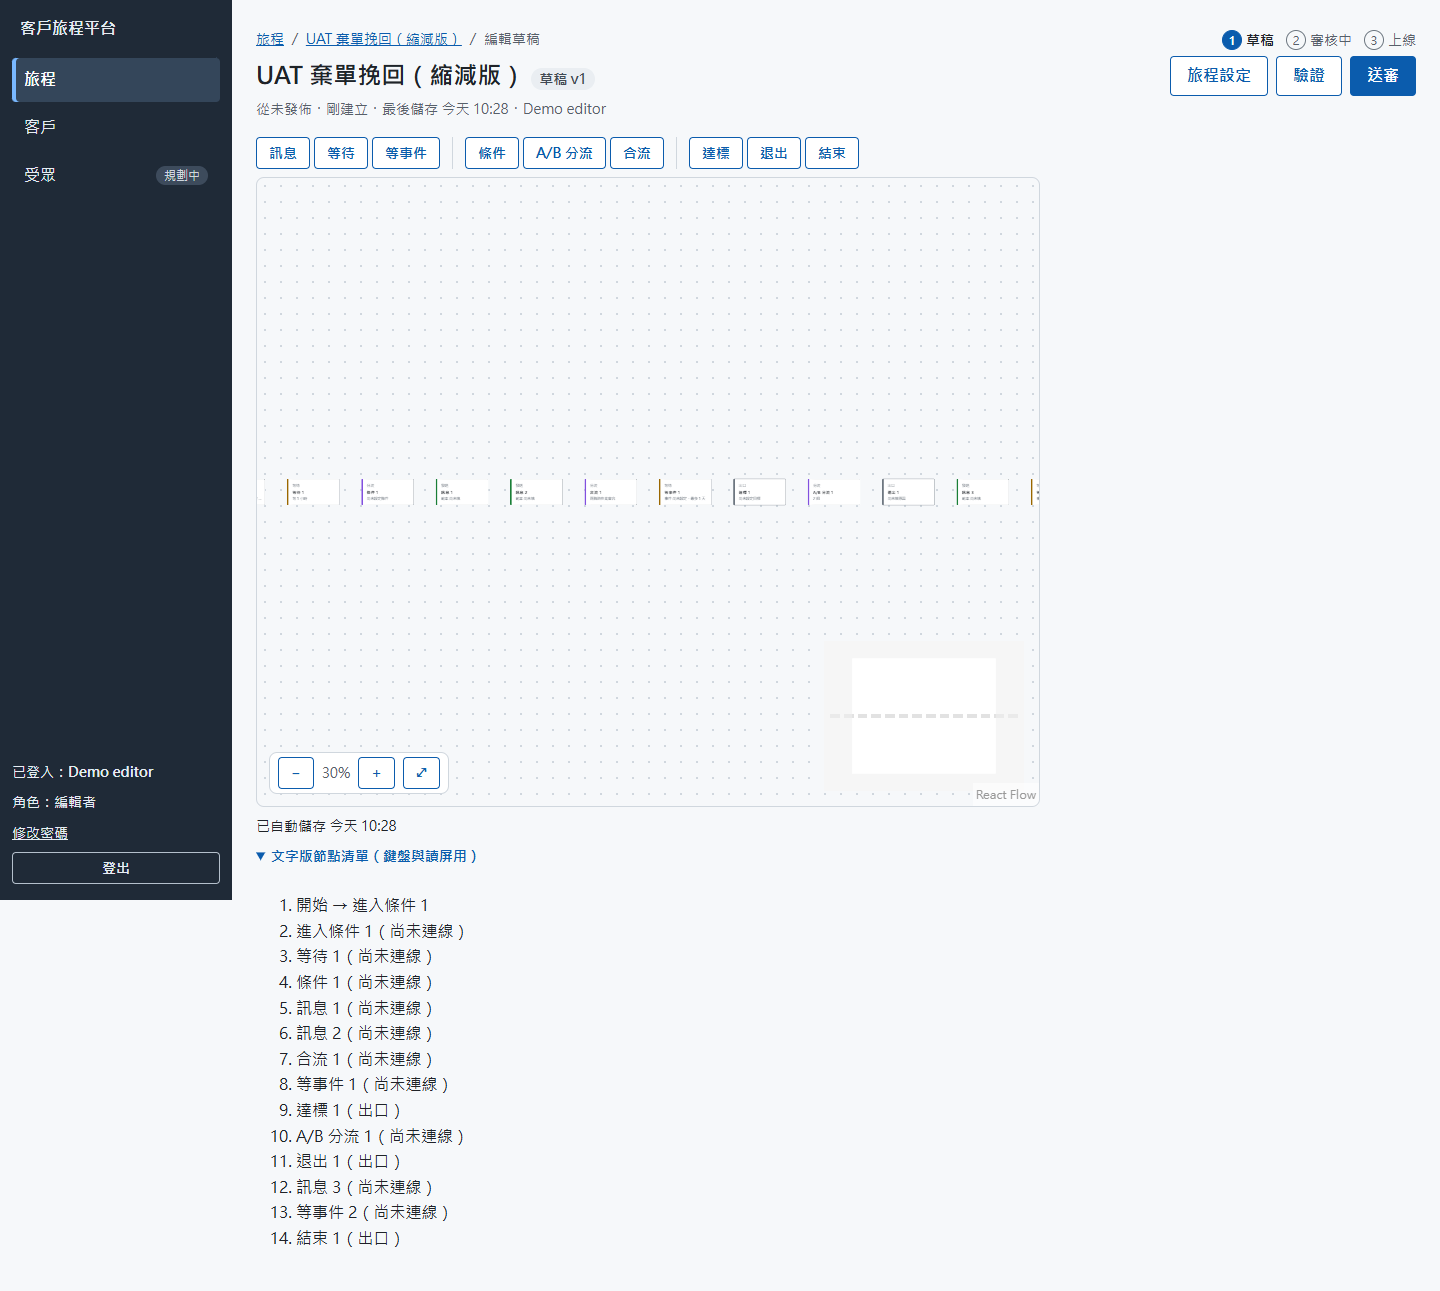 客戶旅程平台
旅程
客戶
受眾 規劃中
已登入：Demo editor
角色：編輯者
修改密碼
登出
旅程 / UAT 棄單挽回（縮減版） / 編輯草稿
1 草稿 2 審核中 3 上線
UAT 棄單挽回（縮減版） 草稿 v1
旅程設定 驗證 送審
從未發佈・剛建立・最後儲存 今天 10:28・Demo editor
訊息 等待 等事件 條件 A/B 分流 合流 達標 退出 結束
− 30% +
React Flow
已自動儲存 今天 10:28
▼ 文字版節點清單（鍵盤與讀屏用）
1. 開始 → 進入條件 1
2. 進入條件 1（尚未連線）
3. 等待 1（尚未連線）
4. 條件 1（尚未連線）
5. 訊息 1（尚未連線）
6. 訊息 2（尚未連線）
7. 合流 1（尚未連線）
8. 等事件 1（尚未連線）
9. 達標 1（出口）
10. A/B 分流 1（尚未連線）
11. 退出 1（出口）
12. 訊息 3（尚未連線）
13. 等事件 2（尚未連線）
14. 結束 1（出口）